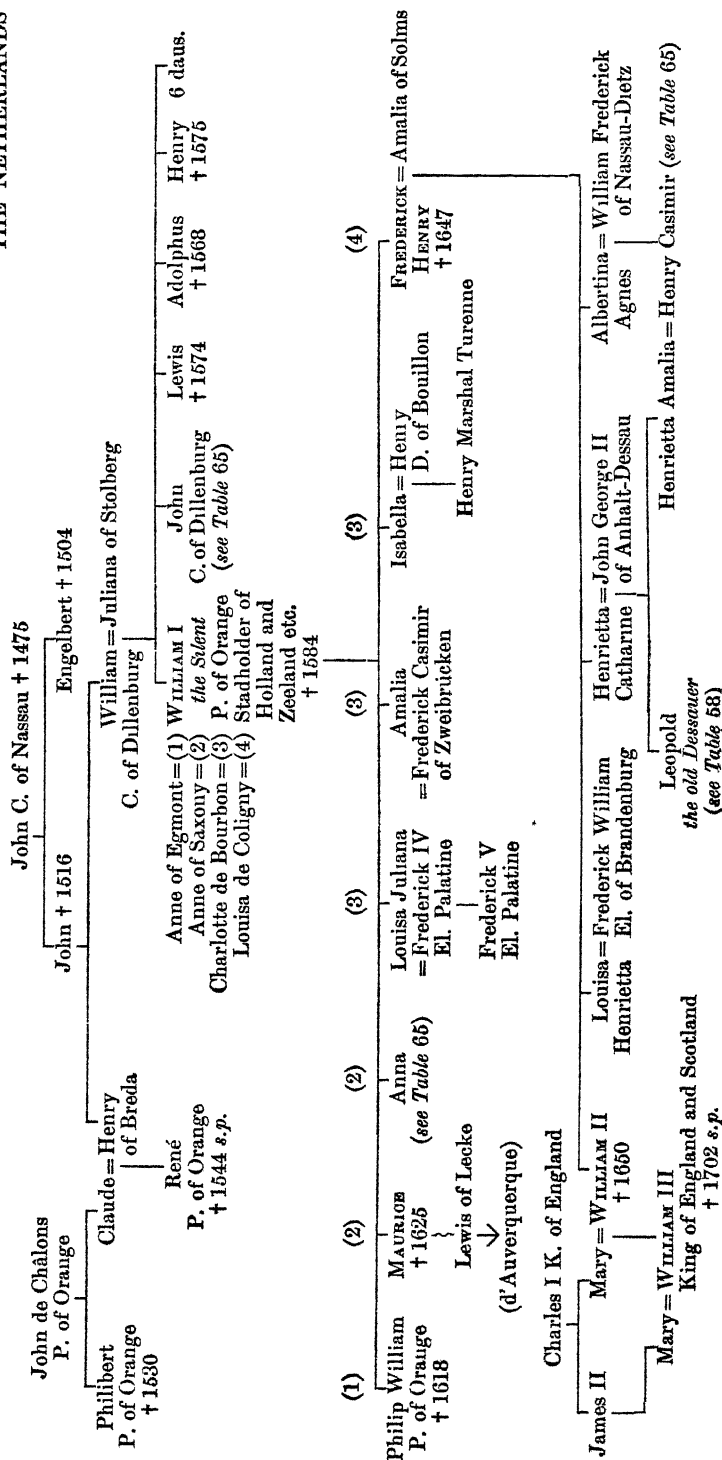 THE NETHERLANDS
John C. of Nassau † 1475
John de Châlons
P. of Orange
John † 1516
Engelbert † 1504
Philibert
P. of Orange
† 1530
Claude = Henry
of Breda
William = Juliana of Stolberg
C. of Dillenburg
René
P. of Orange
† 1544 s.p.
Anne of Egmont = (1)
Anne of Saxony = (2)
Charlotte de Bourbon = (3)
Louisa de Coligny = (4)
WILLIAM I
the Silent
P. of Orange
Stadholder of
Holland and
Zeeland etc.
† 1584
John
C. of Dillenburg
(see Table 65)
Lewis
† 1574
Adolphus
† 1568
Henry
† 1575
6 daus.
(1)
Philip William
P. of Orange
† 1618
(2)
MAURICE
† 1625
Lewis of Lecke
(d'Auverquerque)
(2)
Anna
(see Table 65)
(3)
Louisa Juliana
= Frederick IV
El. Palatine
Frederick V
El. Palatine
(3)
Amalia
= Frederick Casimir
of Zweibrücken
(3)
Isabella = Henry
D. of Bouillon
Henry Marshal Turenne
(4)
FREDERICK = Amalia of Solms
HENRY
† 1647
Charles I K. of England
James II
Mary = WILLIAM II
† 1650
Mary = WILLIAM III
King of England and Scotland
† 1702 s.p.
Louisa = Frederick William
Henrietta El. of Brandenburg
Henrietta = John George II
Catharine of Anhalt-Dessau
Albertina = William Frederick
Agnes of Nassau-Dietz
Leopold
the old Dessauer
(see Table 58)
Henrietta Amalia = Henry Casimir (see Table 65)